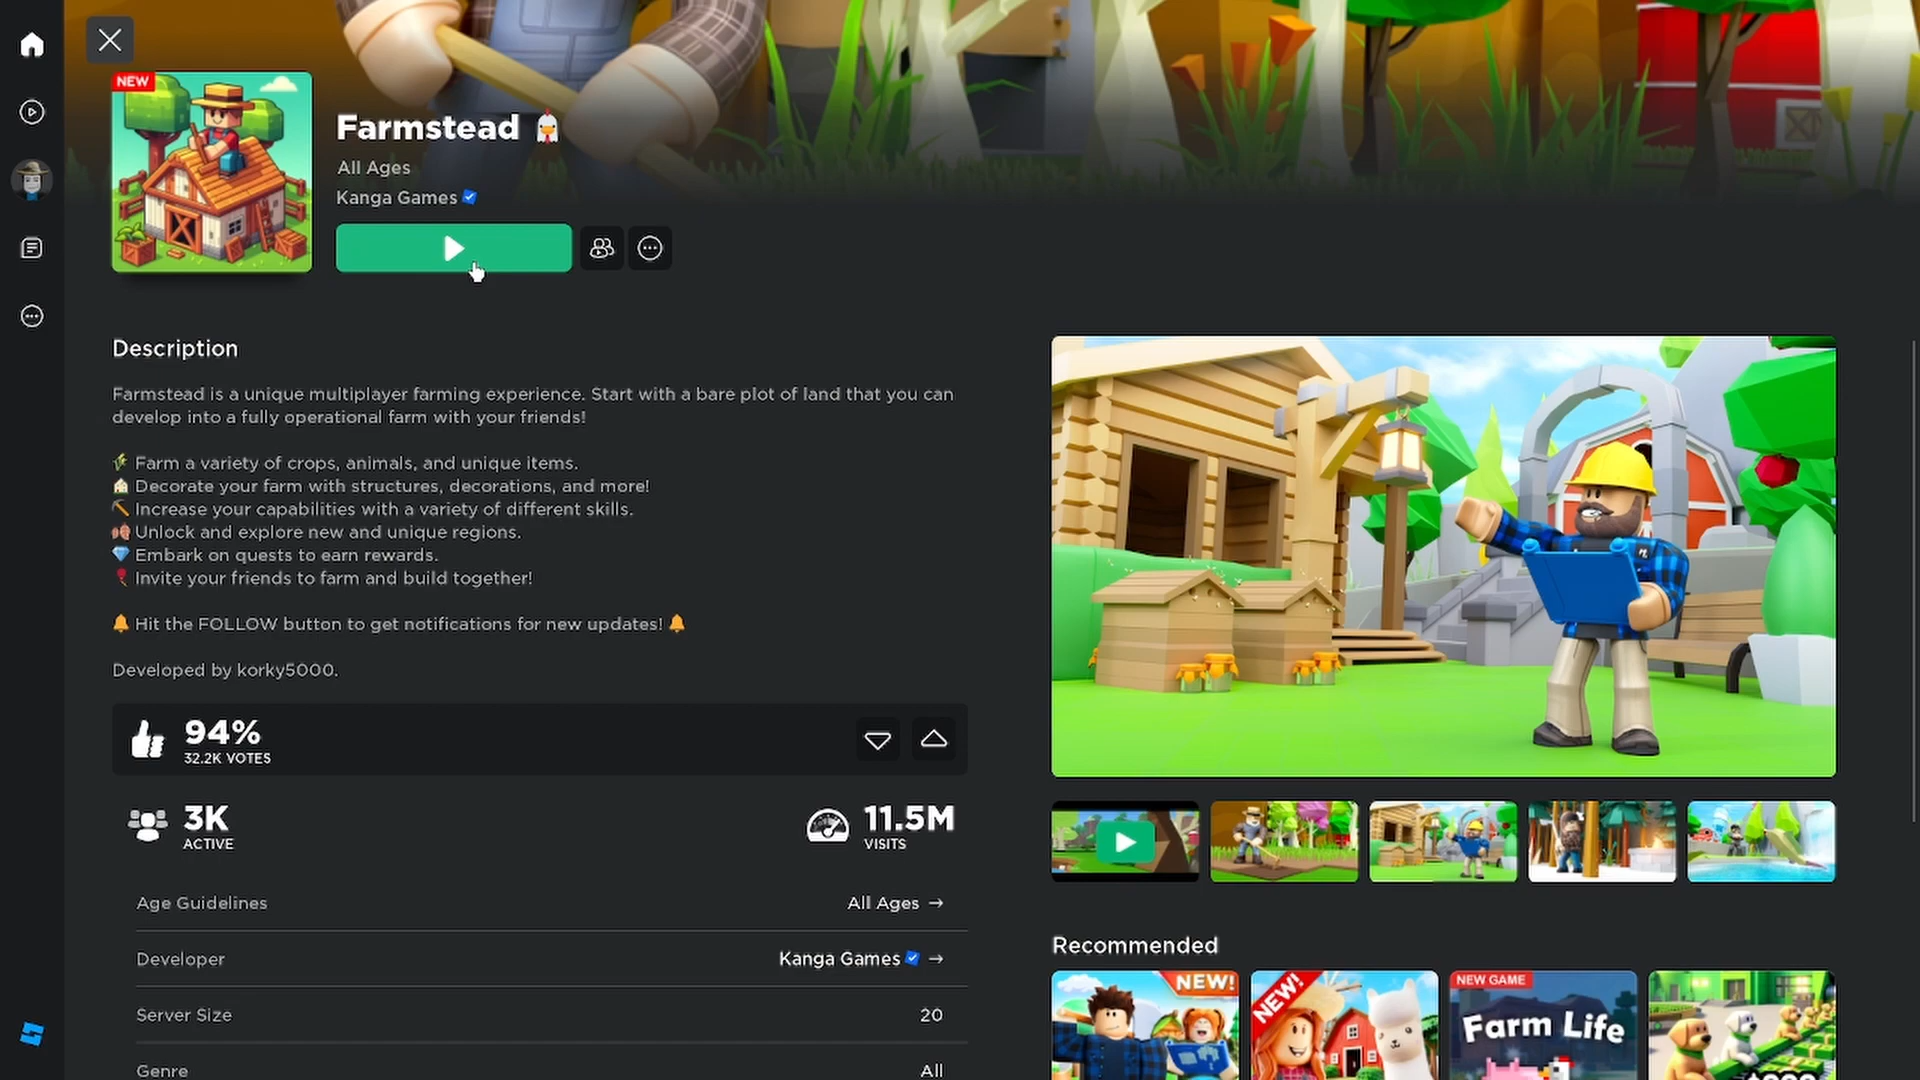 NEW
Farmstead
All Ages
Kanga Games
Description
Farmstead is a unique multiplayer farming experience. Start with a bare plot of land that you can
develop into a fully operational farm with your friends!
Farm a variety of crops, animals, and unique items.
Decorate your farm with structures, decorations, and more!
Increase your capabilities with a variety of different skills.
Unlock and explore new and unique regions.
Embark on quests to earn rewards.
Invite your friends to farm and build together!
Hit the FOLLOW button to get notifications for new updates!
Developed by korky5000.
94%
32.2K VOTES
3K
ACTIVE
11.5M
VISITS
Age Guidelines
All Ages →
Developer
Kanga Games →
Server Size
20
Genre
All
Recommended
NEW!
NEW!
NEW GAME
Farm Life